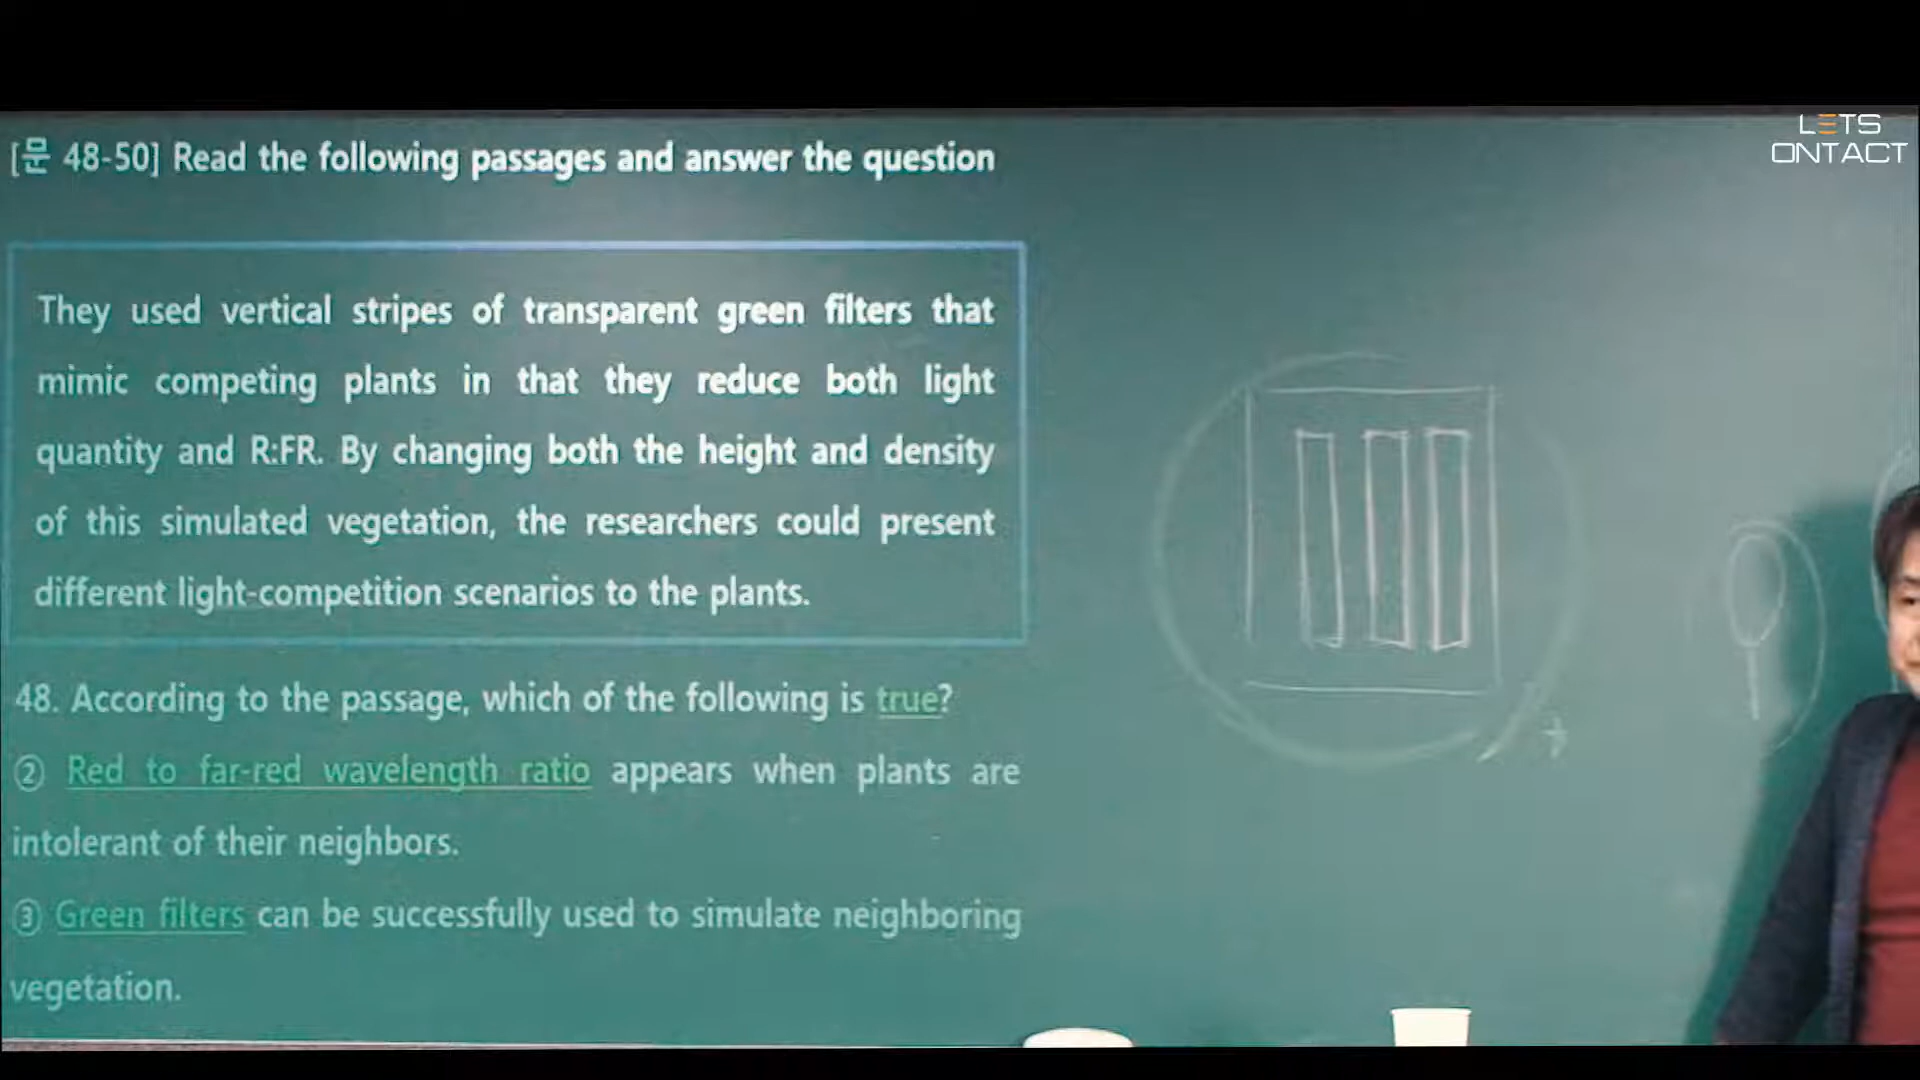 LETS
ONTACT
[문 48-50] Read the following passages and answer the question
They used vertical stripes of transparent green filters that
mimic competing plants in that they reduce both light
quantity and R:FR. By changing both the height and density
of this simulated vegetation, the researchers could present
different light-competition scenarios to the plants.
48. According to the passage, which of the following is true?
② Red to far-red wavelength ratio appears when plants are
intolerant of their neighbors.
③ Green filters can be successfully used to simulate neighboring
vegetation.